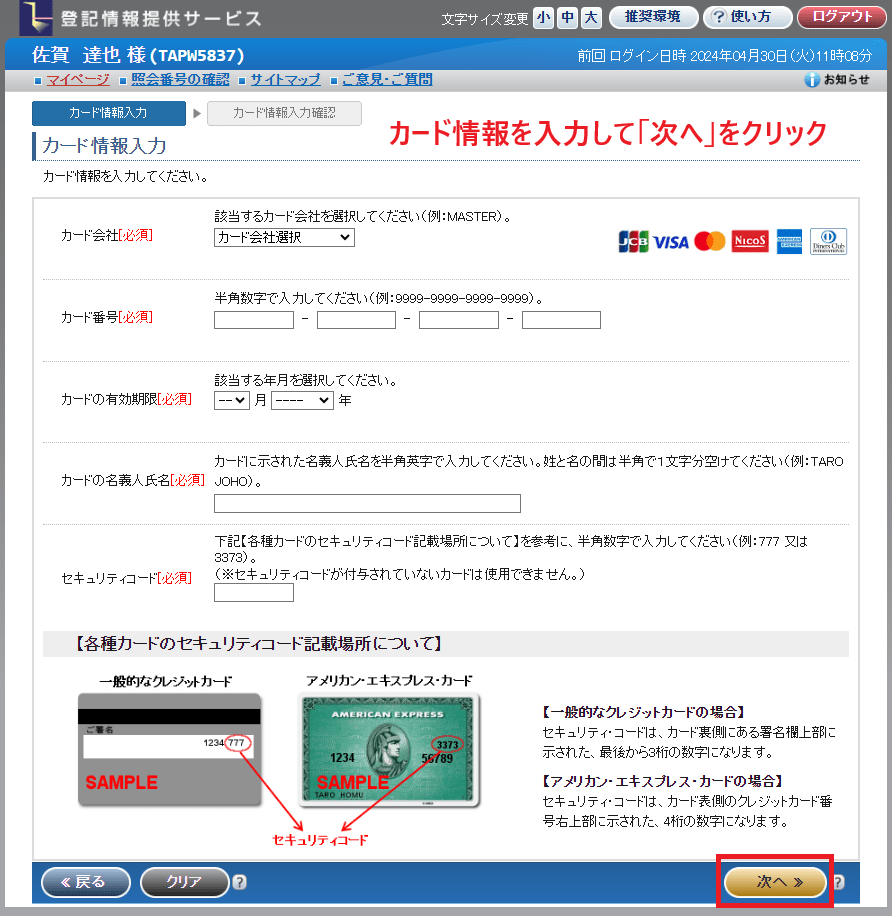 登記情報提供サービス
文字サイズ変更 小 中 大 推奨環境 ? 使い方 ログアウト
佐賀 達也 様 (TAPW5837)
前回 ログイン日時 2024年04月30日(火)11時08分
マイページ 照会番号の確認 サイトマップ ご意見・ご質問
i お知らせ
カード情報入力 カード情報入力確認
カード情報を入力して「次へ」をクリック
カード情報入力
カード情報を入力してください。
カード会社[必須]
該当するカード会社を選択してください(例:MASTER)。
カード会社選択
JCB VISA NICOS AMERICAN EXPRESS Diners Club INTERNATIONAL
カード番号[必須]
半角数字で入力してください(例:9999-9999-9999-9999)。
- - -
カードの有効期限[必須]
該当する年月を選択してください。
-- 月 ---- 年
カードの名義人氏名[必須]
カードに示された名義人氏名を半角英字で入力してください。姓と名の間は半角で1文字分空けてください(例:TARO
JOHO)。
セキュリティコード[必須]
下記【各種カードのセキュリティコード記載場所について】を参考に、半角数字で入力してください(例:777 又は
3373)。
(※セキュリティコードが付与されていないカードは使用できません。)
【各種カードのセキュリティコード記載場所について】
一般的なクレジットカード
ご署名
1234 777
SAMPLE
アメリカン・エキスプレス・カード
AMERICAN EXPRESS
3373
1234 56789
SAMPLE
TARO HOMU
セキュリティコード
【一般的なクレジットカードの場合】
セキュリティ・コードは、カード裏側にある署名欄上部に
示された、最後から3桁の数字になります。
【アメリカン・エキスプレス・カードの場合】
セキュリティ・コードは、カード表側のクレジットカード番
号右上部に示された、4桁の数字になります。
≪ 戻る クリア ? 次へ ≫ ?